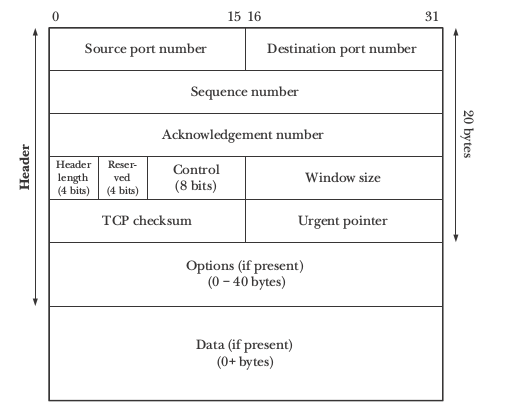 0 15 16 31
Source port number Destination port number
Sequence number
Acknowledgement number
Header
length
(4 bits)
Reser-
ved
(4 bits)
Control
(8 bits)
Window size
TCP checksum Urgent pointer
Options (if present)
(0 – 40 bytes)
Data (if present)
(0+ bytes)
Header
20 bytes